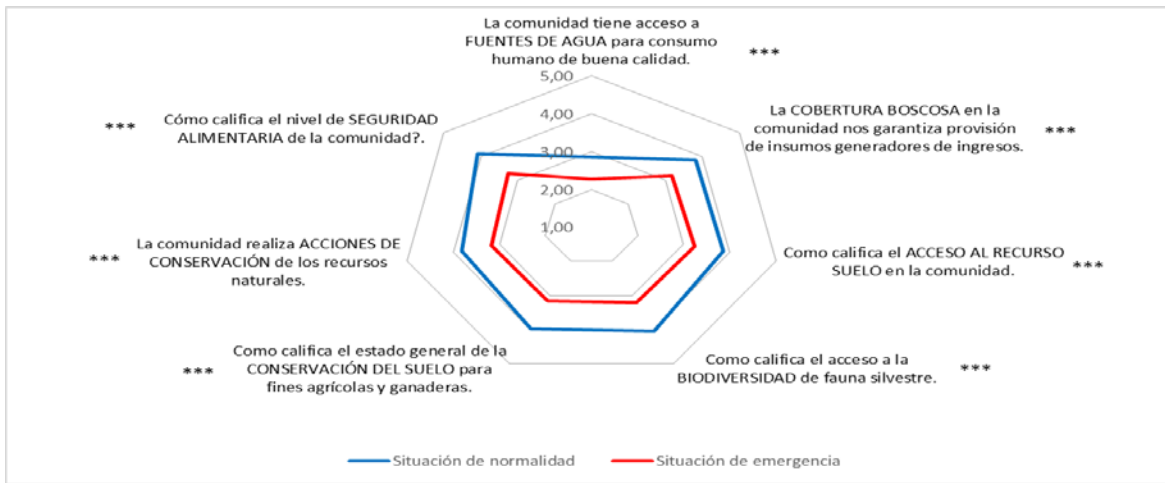 La comunidad tiene acceso a
FUENTES DE AGUA para consumo
humano de buena calidad.
***
5,00
4,00
3,00
2,00
1,00
La COBERTURA BOSCOSA en la
comunidad nos garantiza provisión
de insumos generadores de ingresos.
***
Como califica el ACCESO AL RECURSO
SUELO en la comunidad.
***
Como califica el acceso a la
BIODIVERSIDAD de fauna silvestre.
***
Como califica el estado general de la
CONSERVACIÓN DEL SUELO para
fines agrícolas y ganaderas.
***
La comunidad realiza ACCIONES DE
CONSERVACIÓN de los recursos
naturales.
***
Cómo califica el nivel de SEGURIDAD
ALIMENTARIA de la comunidad?.
***
Situación de normalidad
Situación de emergencia